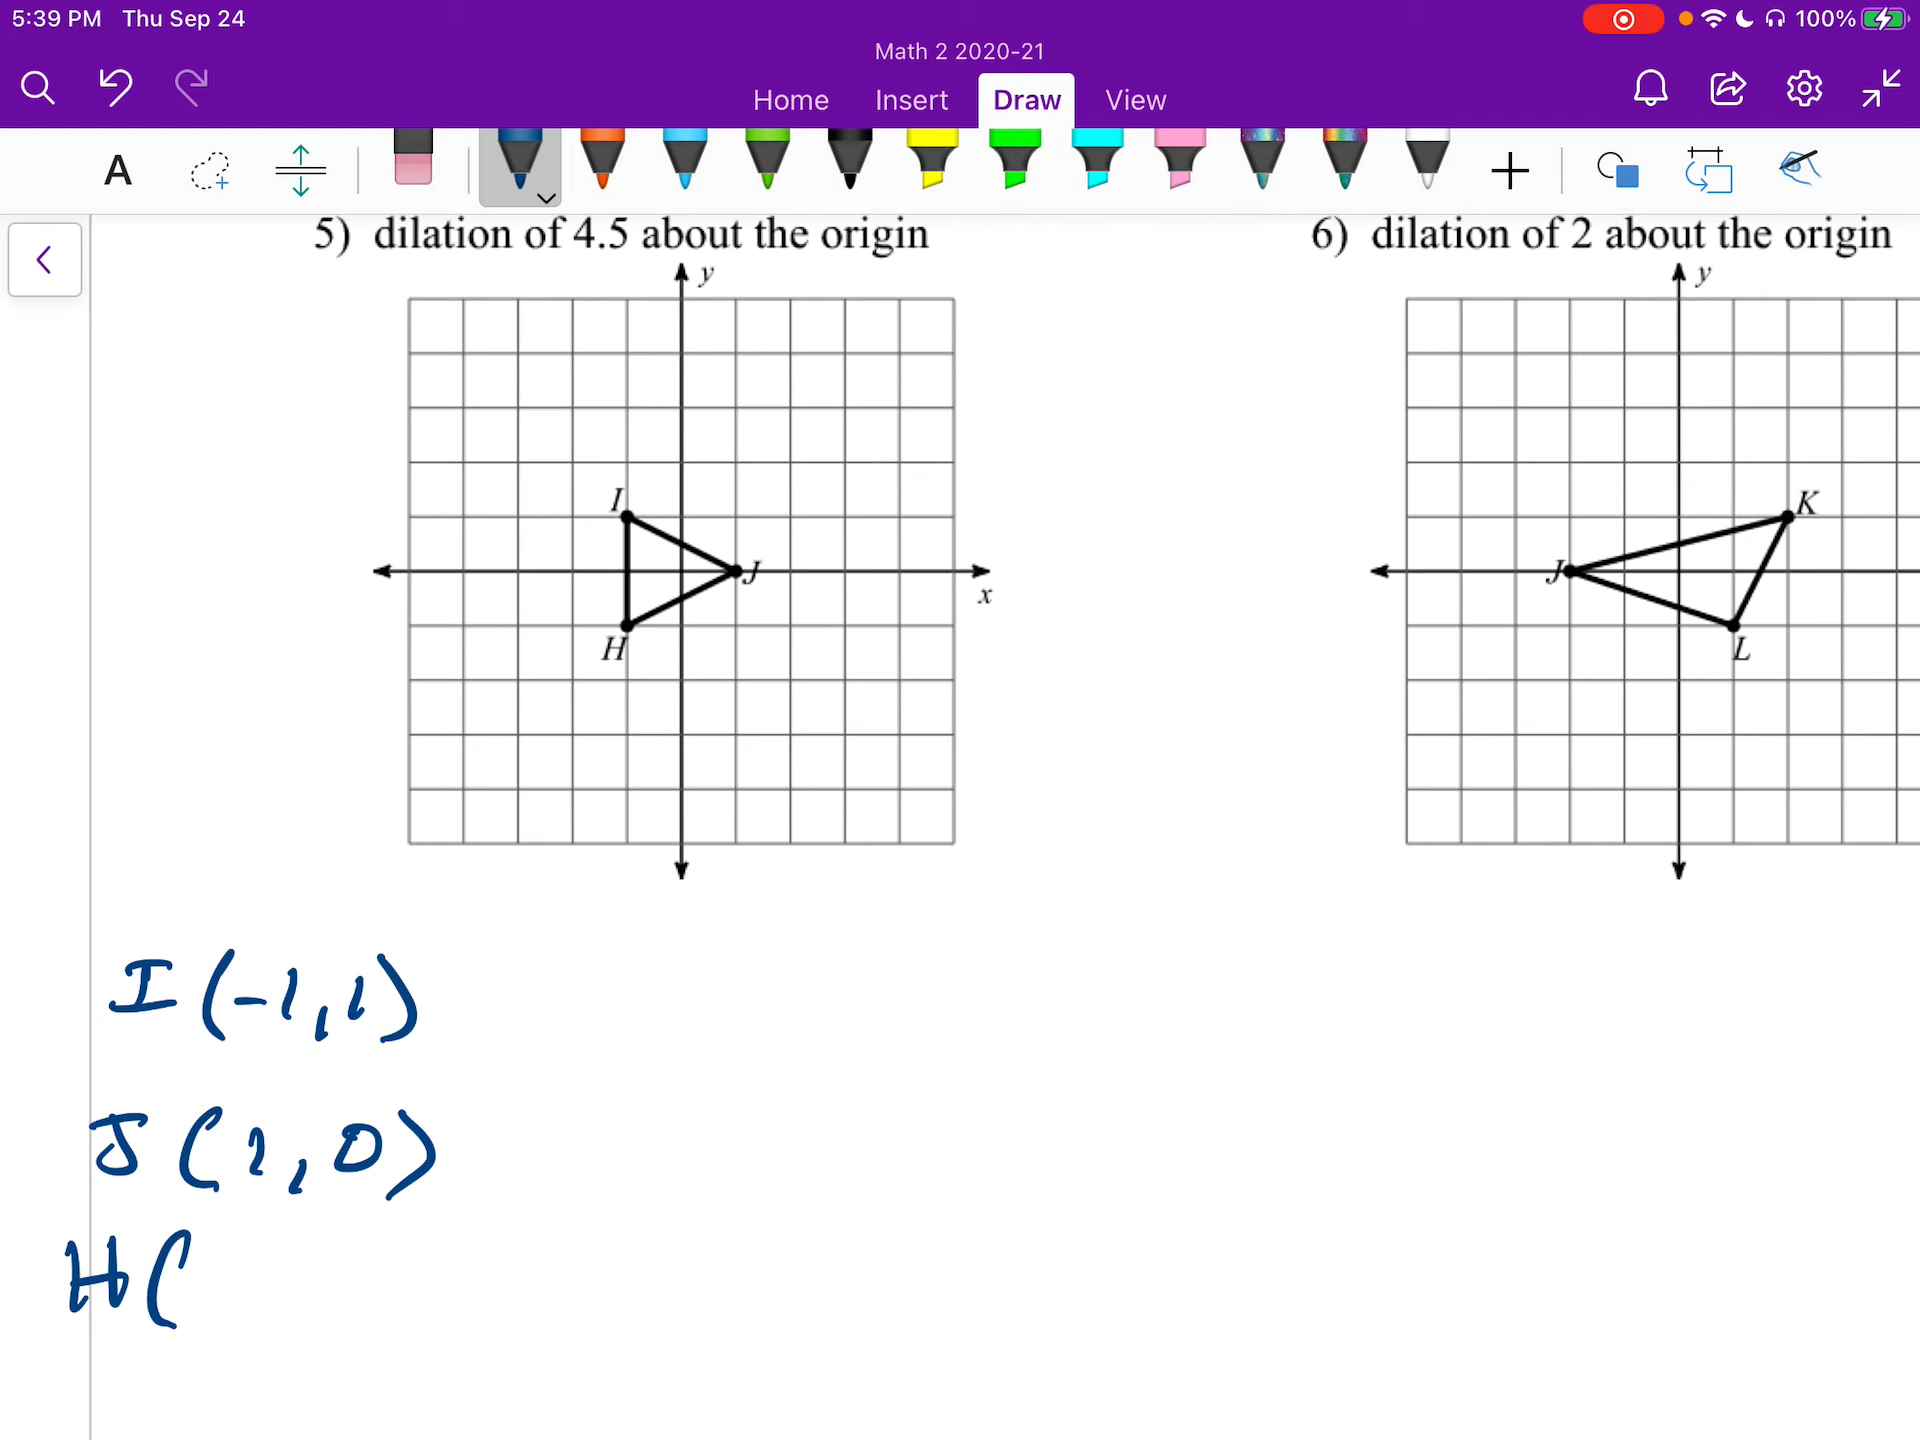 5:39 PM Thu Sep 24
100%
Math 2 2020-21
Home Insert Draw View
A
5) dilation of 4.5 about the origin
6) dilation of 2 about the origin
y
y
I
K
J
J
x
H
L
I (-1,1)
J (1,0)
H(